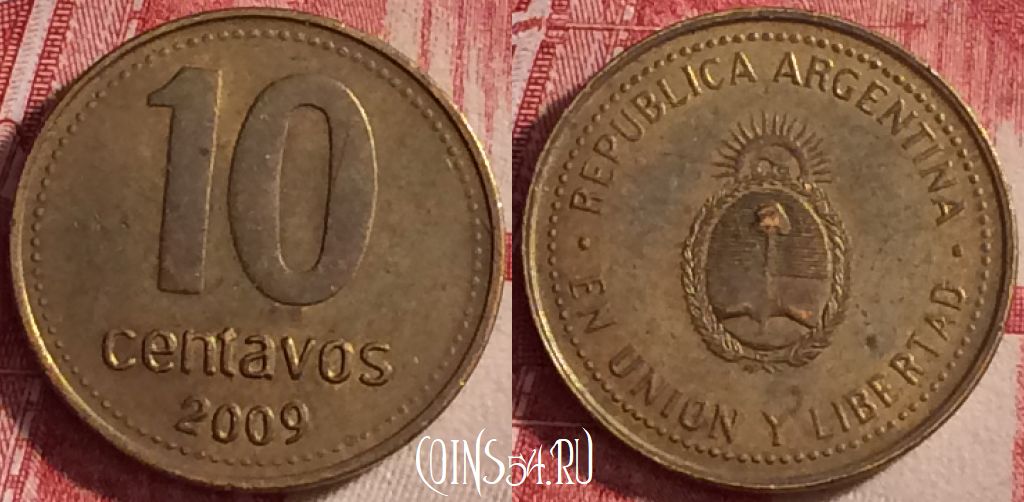 10
centavos
2009
REPUBLICA ARGENTINA
EN UNION Y LIBERTAD
COINS54.RU